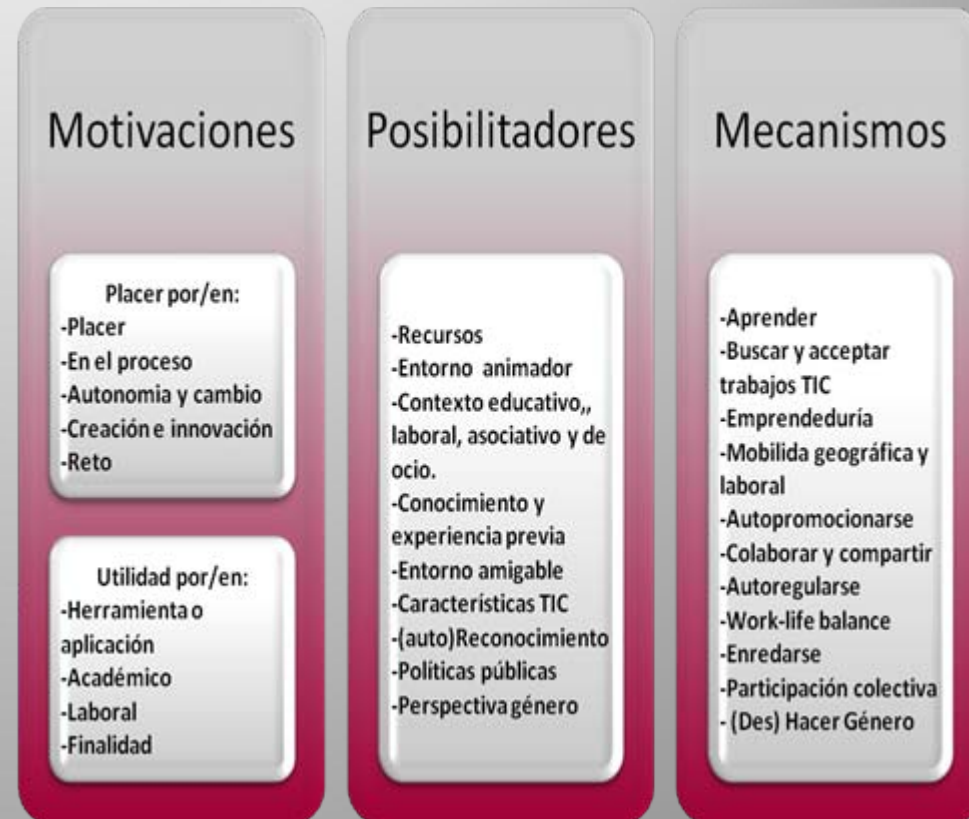 Motivaciones
Placer por/en:
-Placer
-En el proceso
-Autonomia y cambio
-Creación e innovación
-Reto
Utilidad por/en:
-Herramienta o
aplicación
-Académico
-Laboral
-Finalidad
Posibilitadores
-Recursos
-Entorno animador
-Contexto educativo,,
laboral, asociativo y de
ocio.
-Conocimiento y
experiencia previa
-Entorno amigable
-Características TIC
-(auto)Reconocimiento
-Políticas públicas
-Perspectiva género
Mecanismos
-Aprender
-Buscar y acceptar
trabajos TIC
-Emprendeduría
-Mobilida geográfica y
laboral
-Autopromocionarse
-Colaborar y compartir
-Autoregularse
-Work-life balance
-Enredarse
-Participación colectiva
- (Des) Hacer Género